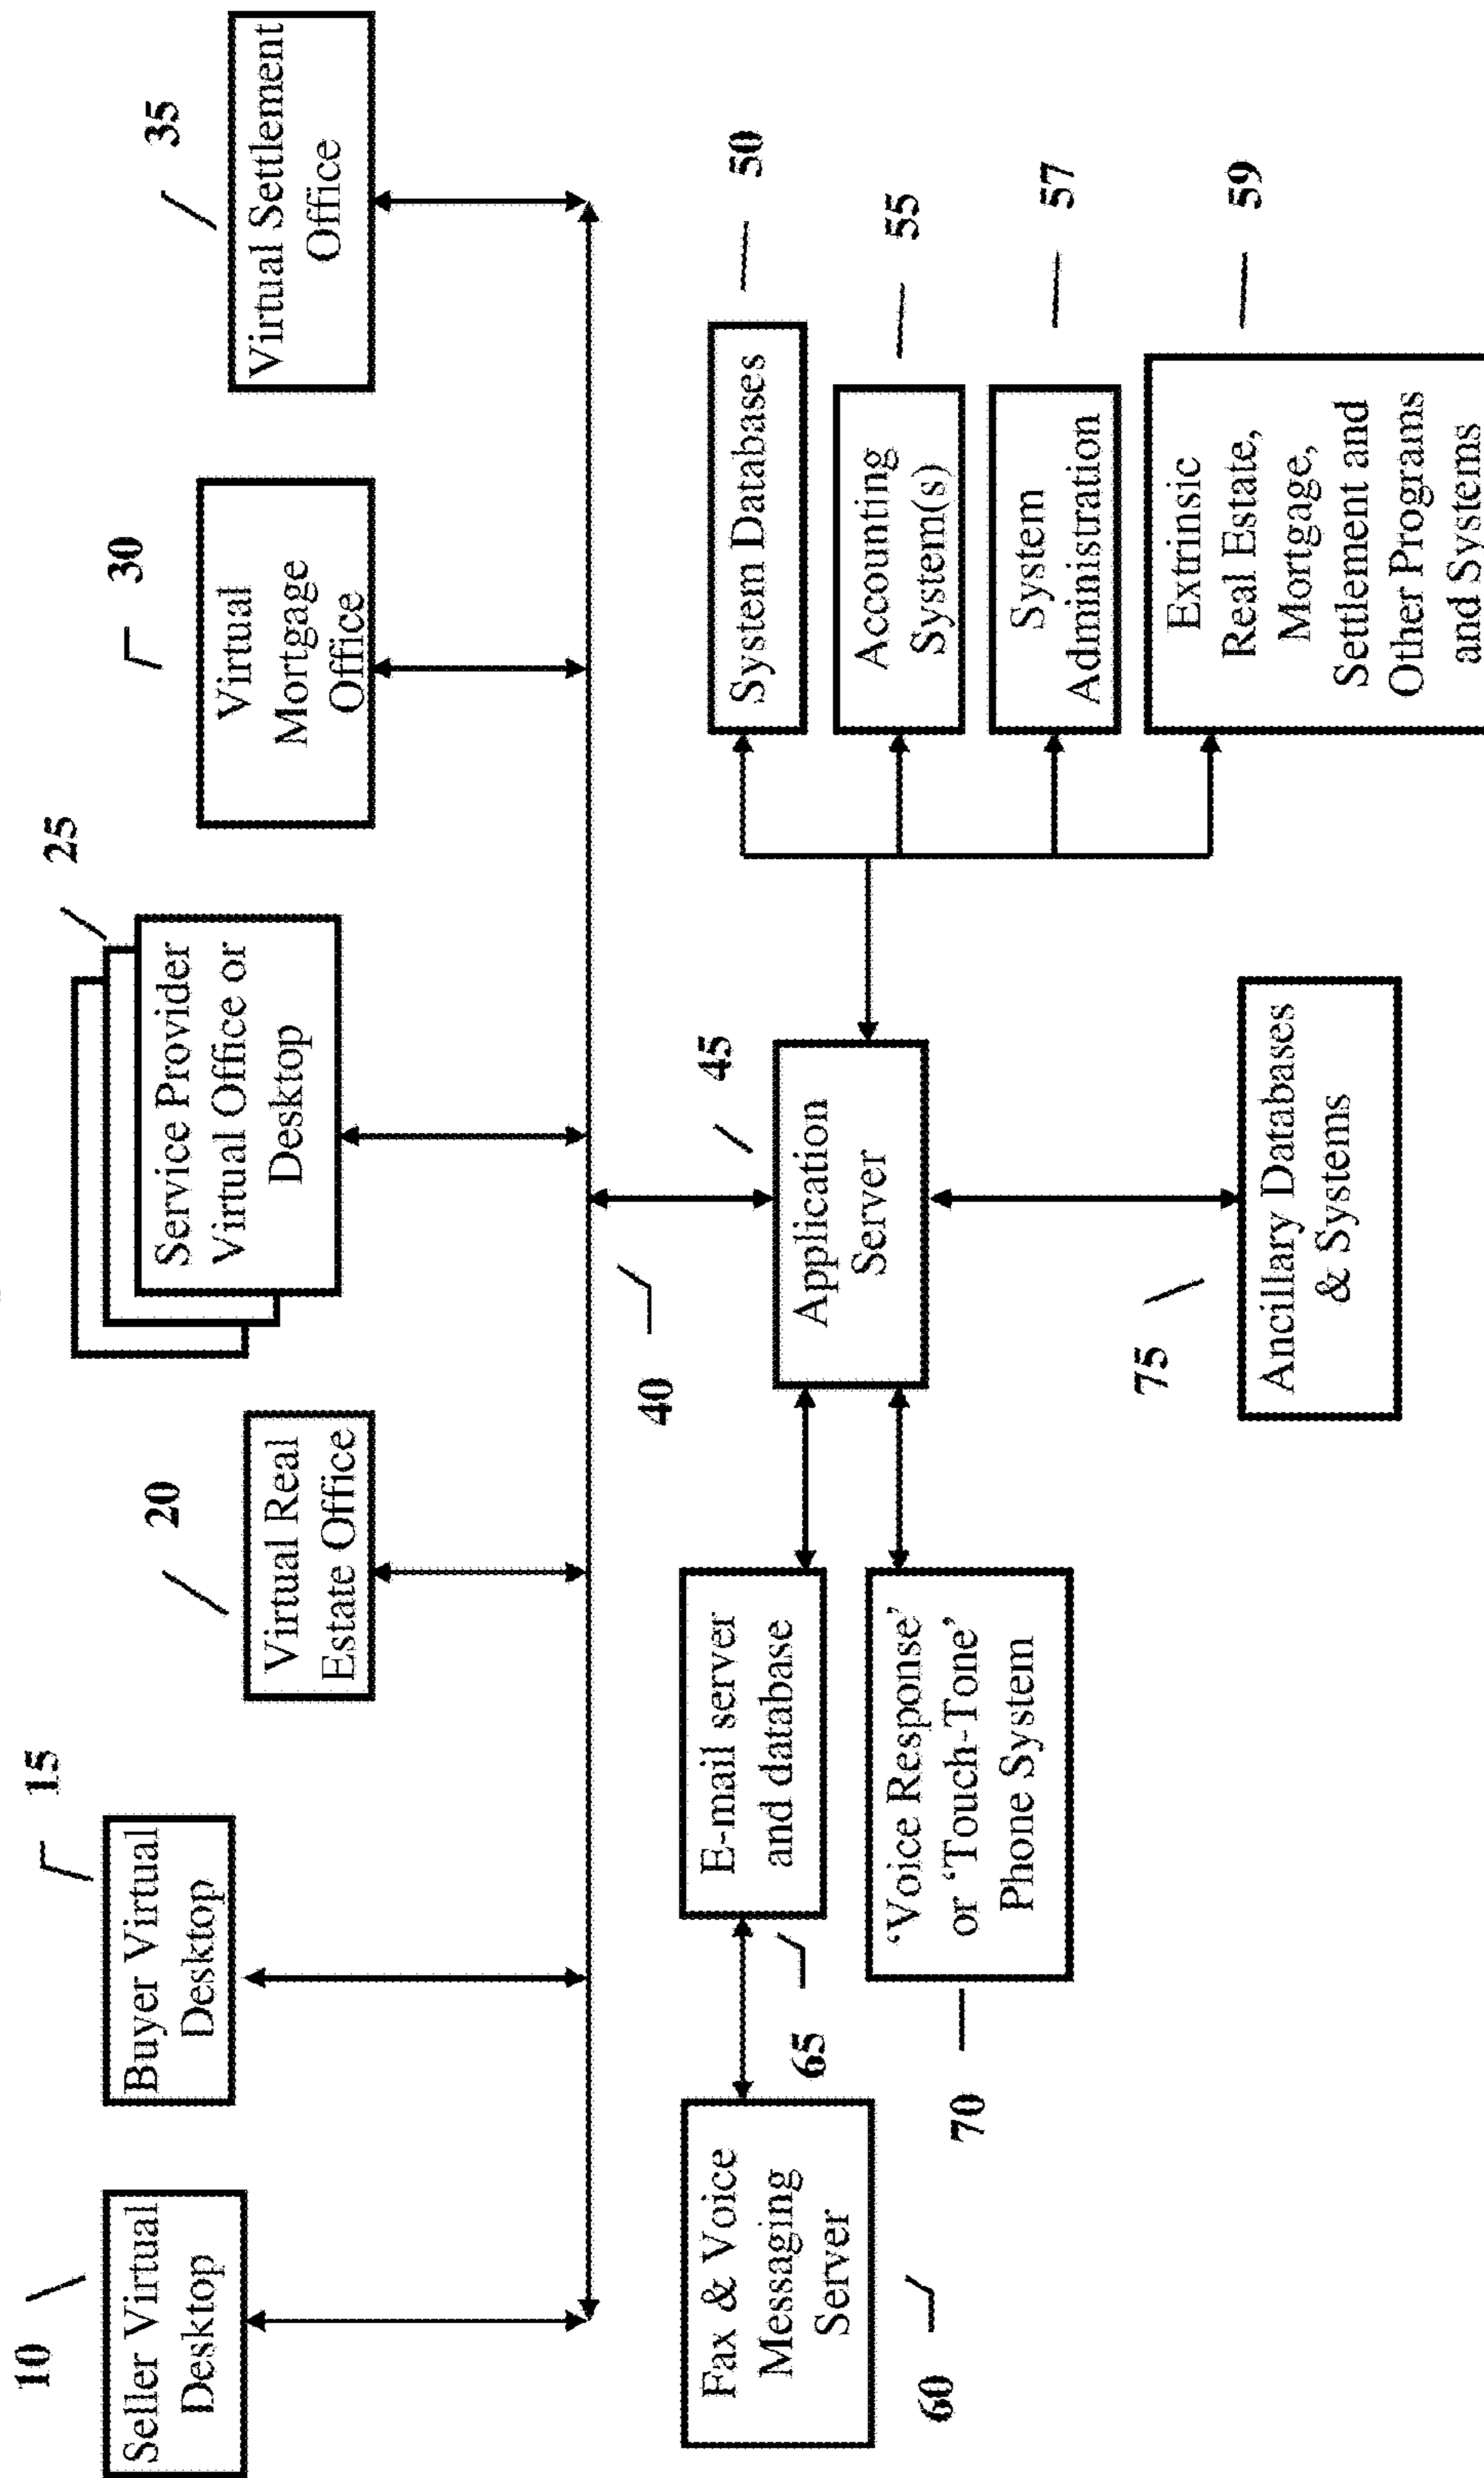 10
Seller Virtual
Desktop
15
Buyer Virtual
Desktop
20
Virtual Real
Estate Office
25
Service Provider
Virtual Office or
Desktop
30
Virtual
Mortgage
Office
35
Virtual Settlement
Office
40
45
Application
Server
50
System Databases
55
Accounting
System(s)
57
System
Administration
59
Extrinsic
Real Estate,
Mortgage,
Settlement and
Other Programs
and Systems
Fax & Voice
Messaging
Server
60
E-mail server
and database
65
‘Voice Response’
or ‘Touch-Tone’
Phone System
70
75
Ancillary Databases
& Systems